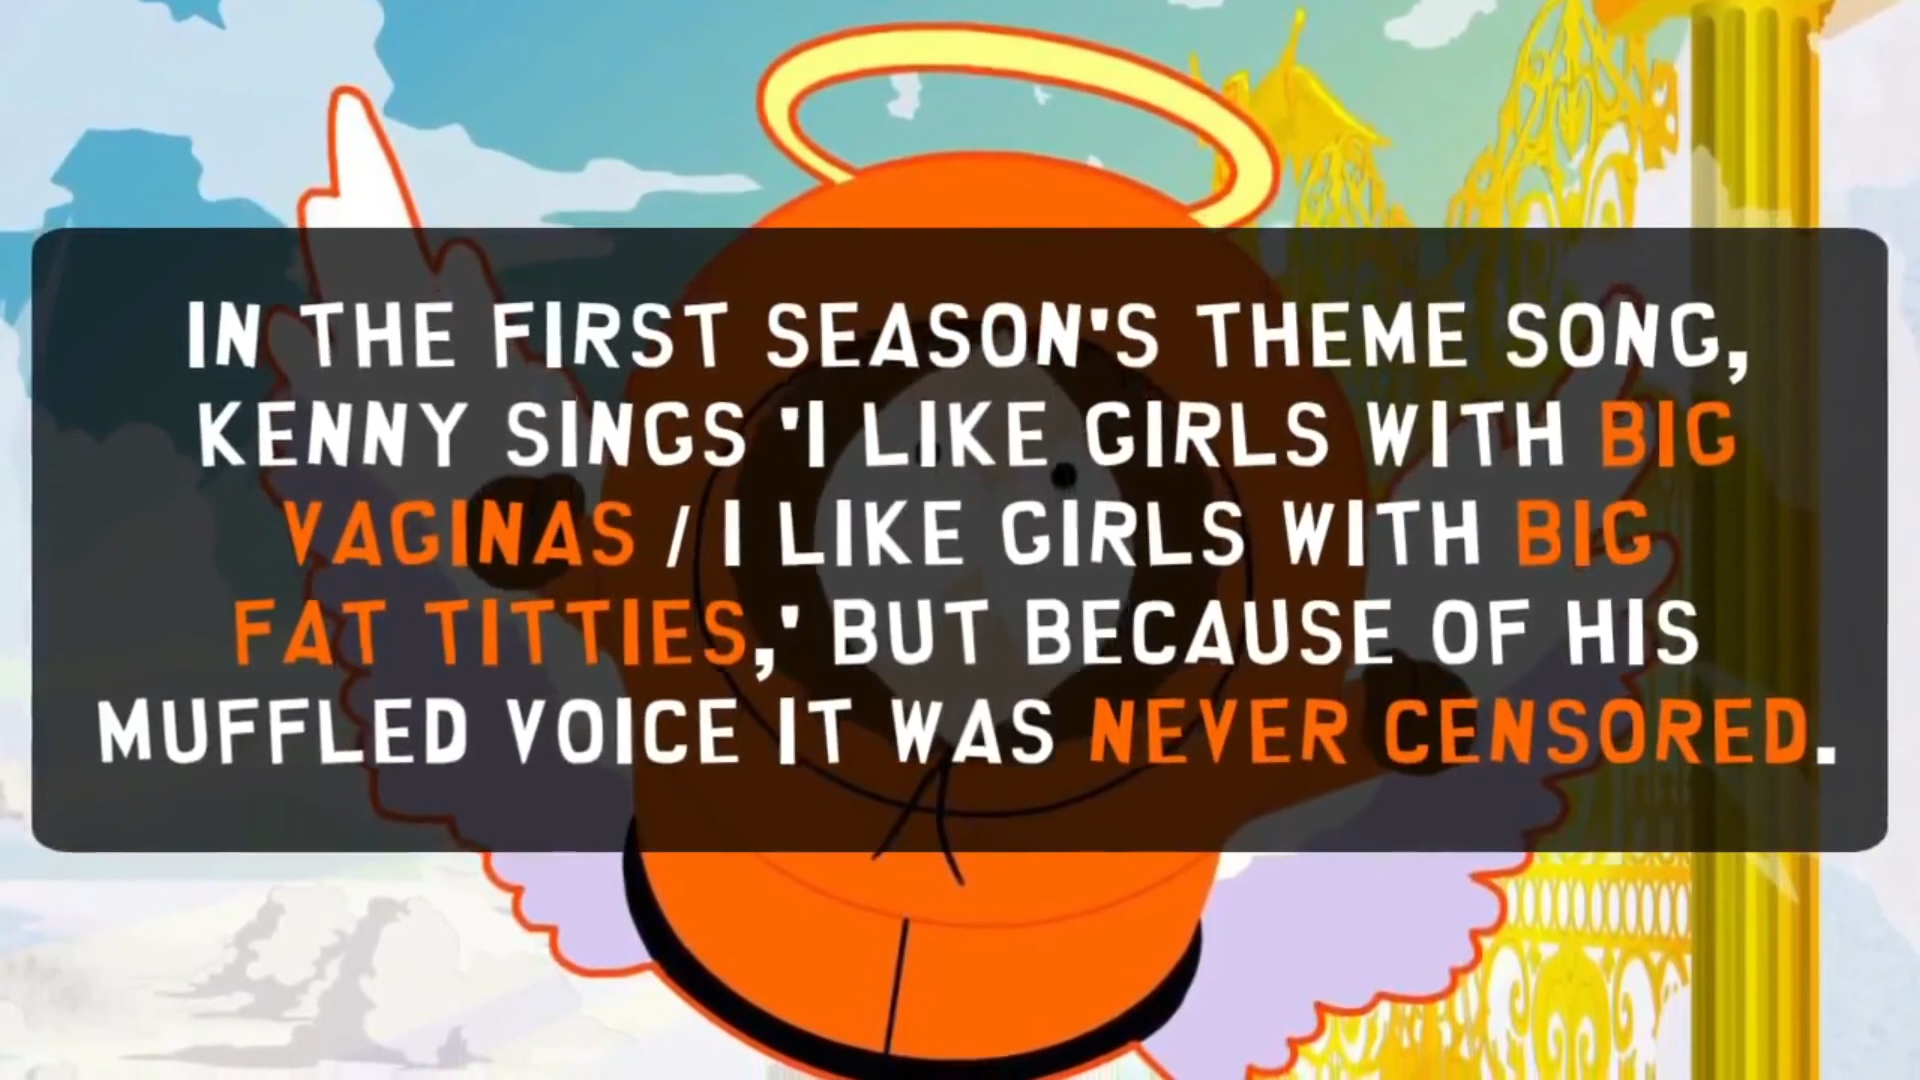 IN THE FIRST SEASON'S THEME SONG,
KENNY SINGS 'I LIKE GIRLS WITH BIG
VAGINAS / I LIKE GIRLS WITH BIG
FAT TITTIES,' BUT BECAUSE OF HIS
MUFFLED VOICE IT WAS NEVER CENSORED.